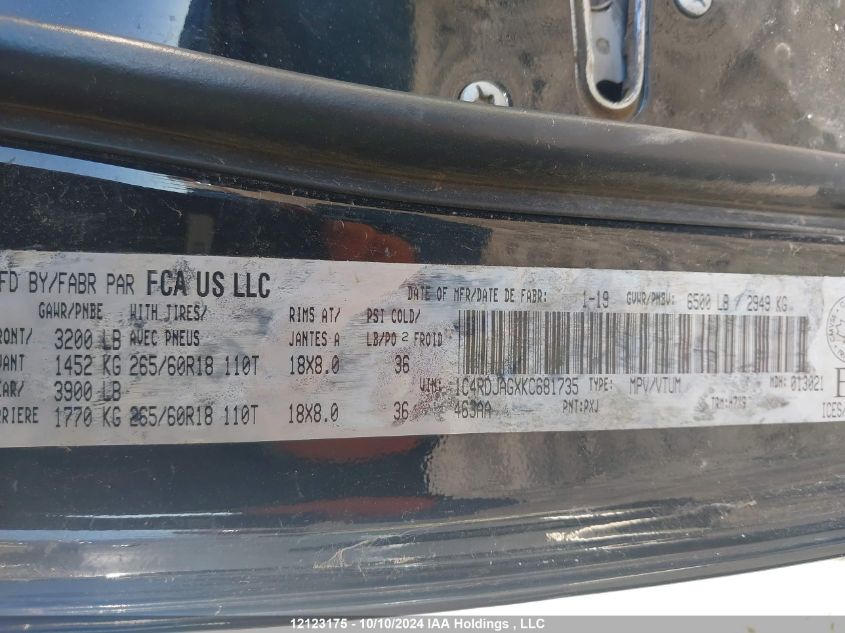 FD BY/FABR PAR FCA US LLC DATE OF MFR/DATE DE FABR: 1-19 GVWR/PNBV: 6500 LB / 2949 KG
GAWR/PNBE WITH TIRES/ RIMS AT/ PSI COLD/
RONT/ 3200 LB AVEC PNEUS JANTES A LB/PO 2 FROID
VANT 1452 KG 265/60R18 110T 18X8.0 36
EAR/ 3900 LB
RRIERE 1770 KG 265/60R18 110T 18X8.0 36
VIN: 1C4RDJAGXKC681735 TYPE: MPV/VTUM MDH: 013021
463AA PNT:PXJ TRM:
ICES/
12123175 - 10/10/2024 IAA Holdings , LLC